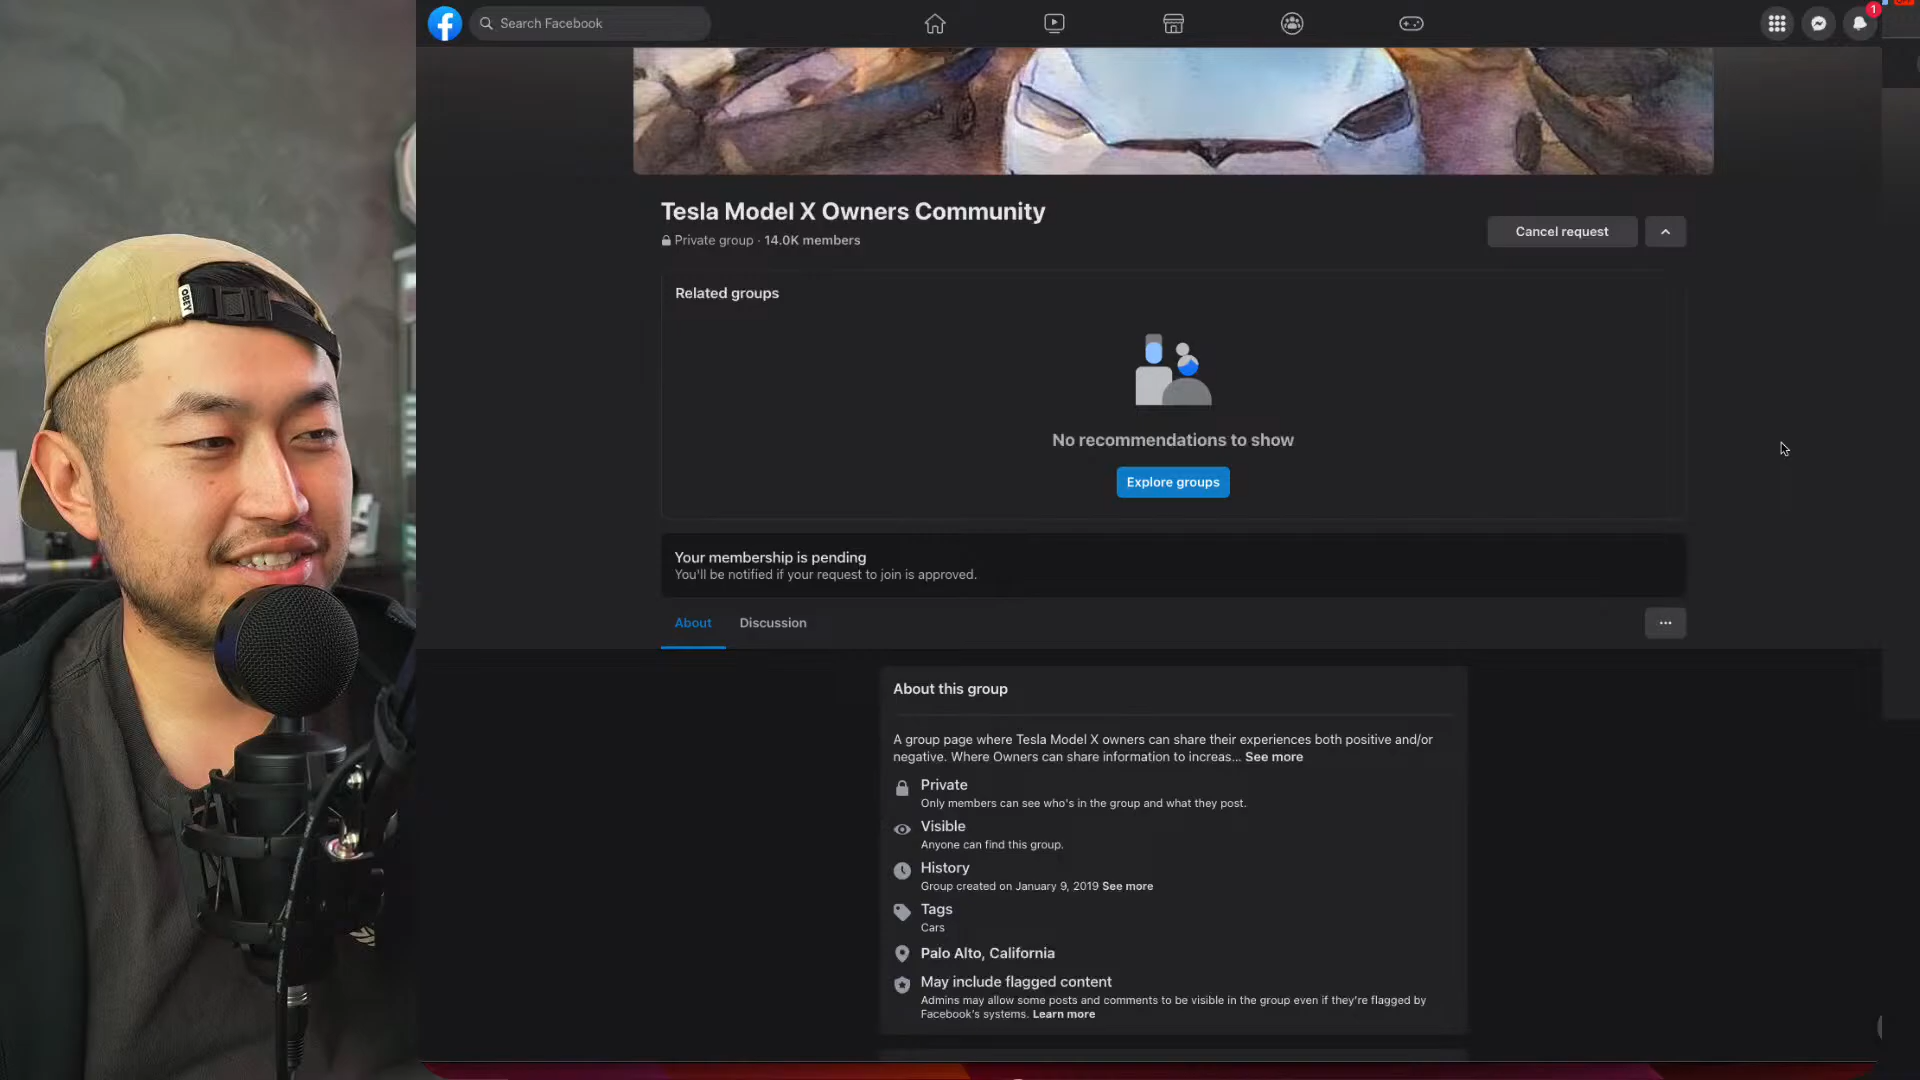 Search Facebook
1
Tesla Model X Owners Community
Private group · 14.0K members
Cancel request
Related groups
No recommendations to show
Explore groups
Your membership is pending
You'll be notified if your request to join is approved.
About
Discussion
About this group
A group page where Tesla Model X owners can share their experiences both positive and/or
negative. Where Owners can share information to increas... See more
Private
Only members can see who's in the group and what they post.
Visible
Anyone can find this group.
History
Group created on January 9, 2019 See more
Tags
Cars
Palo Alto, California
May include flagged content
Admins may allow some posts and comments to be visible in the group even if they're flagged by
Facebook's systems. Learn more
OBEY